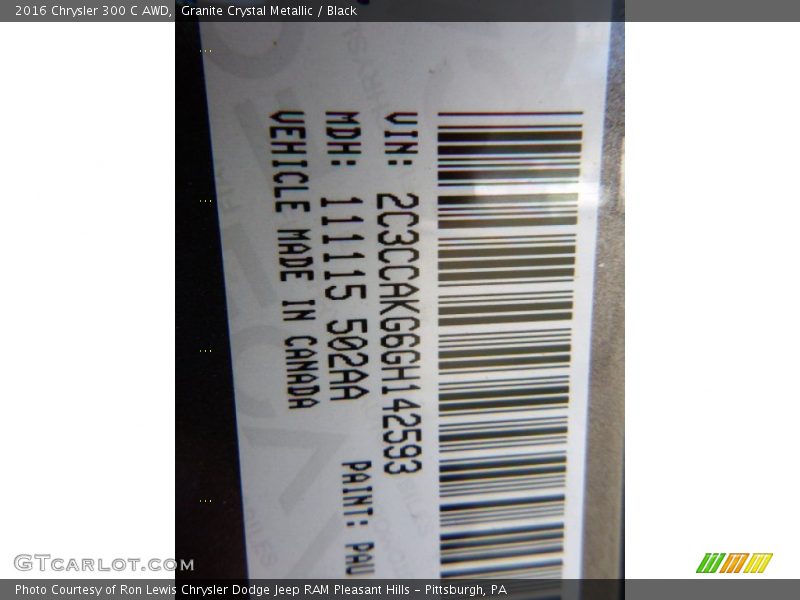 2016 Chrysler 300 C AWD,  Granite Crystal Metallic / Black
VIN: 2C3CCAKG6GH142593
MDH: 111115 502AA PAINT: PAU
VEHICLE MADE IN CANADA
GTCARLOT.COM
Photo Courtesy of Ron Lewis Chrysler Dodge Jeep RAM Pleasant Hills - Pittsburgh, PA